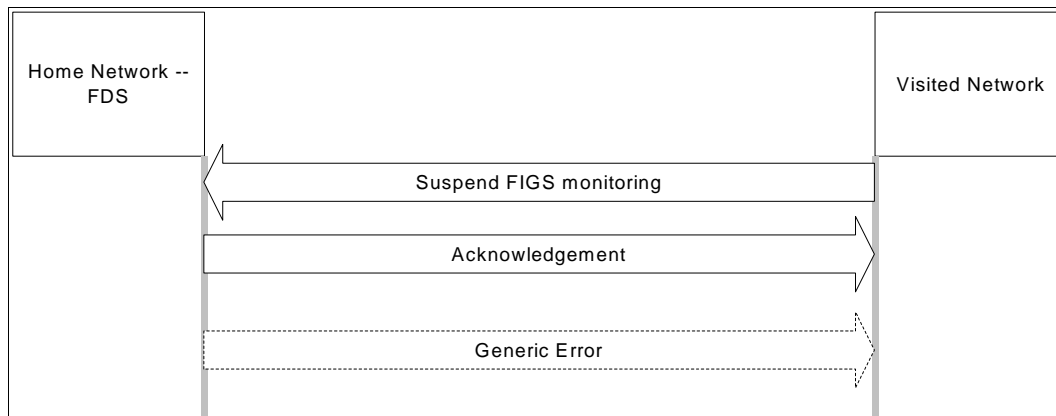 Home Network --
FDS
Visited Network
Suspend FIGS monitoring
Acknowledgement
Generic Error